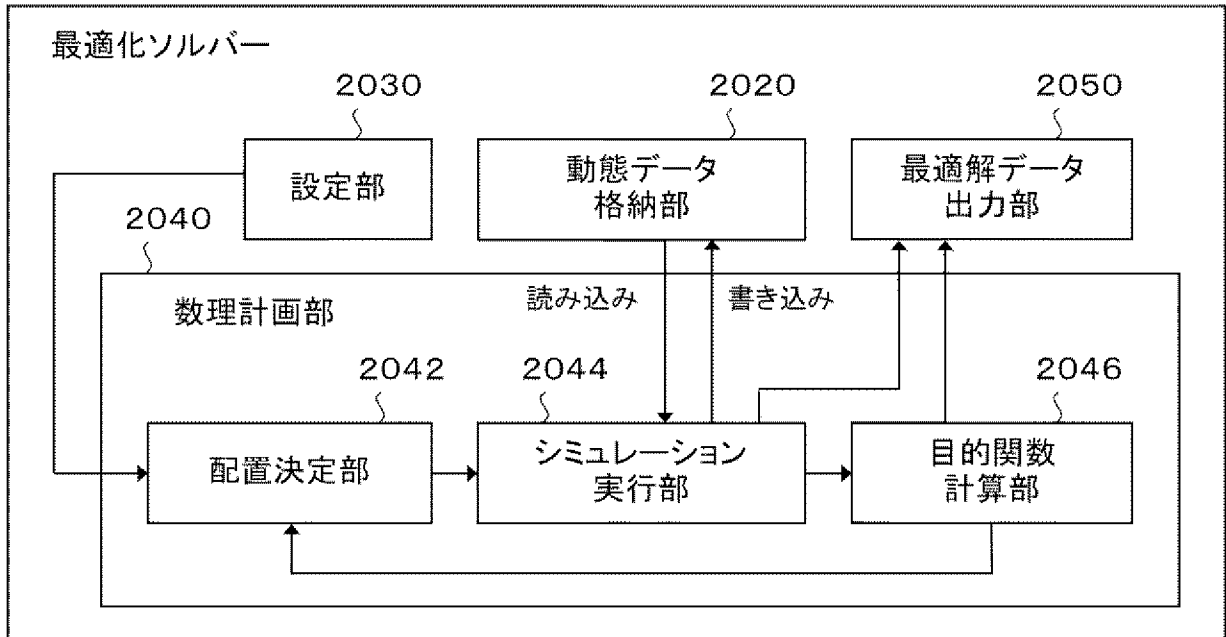 最適化ソルバー
2030
2020
2050
設定部
動態データ
格納部
最適解データ
出力部
2040
数理計画部
読み込み
書き込み
2042
2044
2046
配置決定部
シミュレーション
実行部
目的関数
計算部